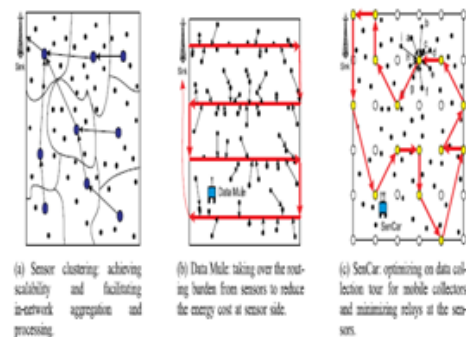 Sink
Sink
Sink
Data Mule
SenCar
(a) Sensor clustering: achieving
scalability and facilitating
in-network aggregation and
processing.
(b) Data Mule: taking over the rout-
ing burden from sensors to reduce
the energy cost at sensor side.
(c) SenCar: optimizing on data col-
lection tour for mobile collectors
and minimizing relays at the sen-
sors.